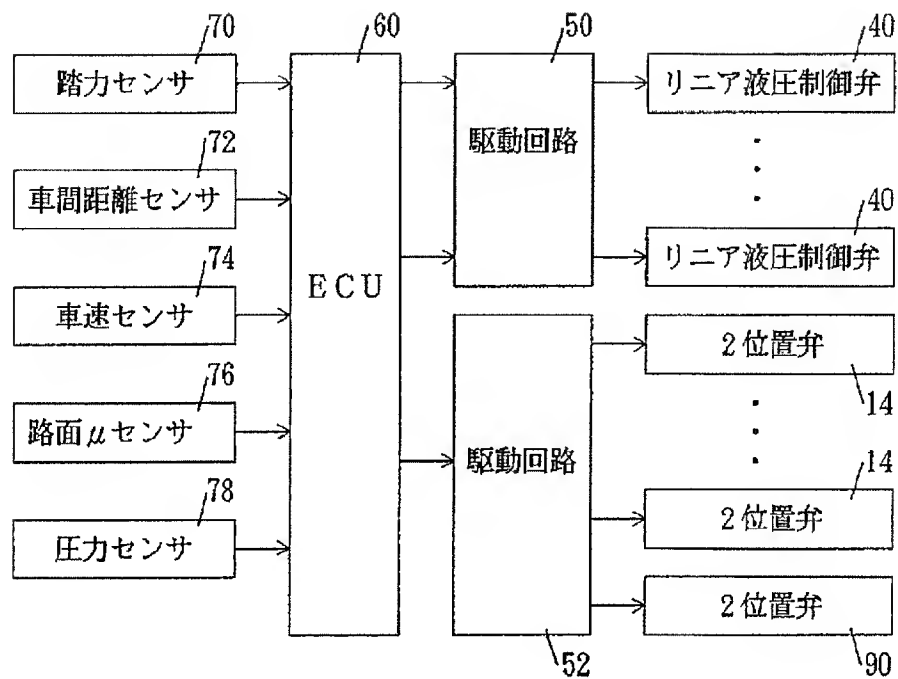 70
踏力センサ
72
車間距離センサ
74
車速センサ
76
路面μセンサ
78
圧力センサ
60
ECU
50
駆動回路
駆動回路
52
40
リニア液圧制御弁
40
リニア液圧制御弁
2位置弁
14
14
2位置弁
2位置弁
90